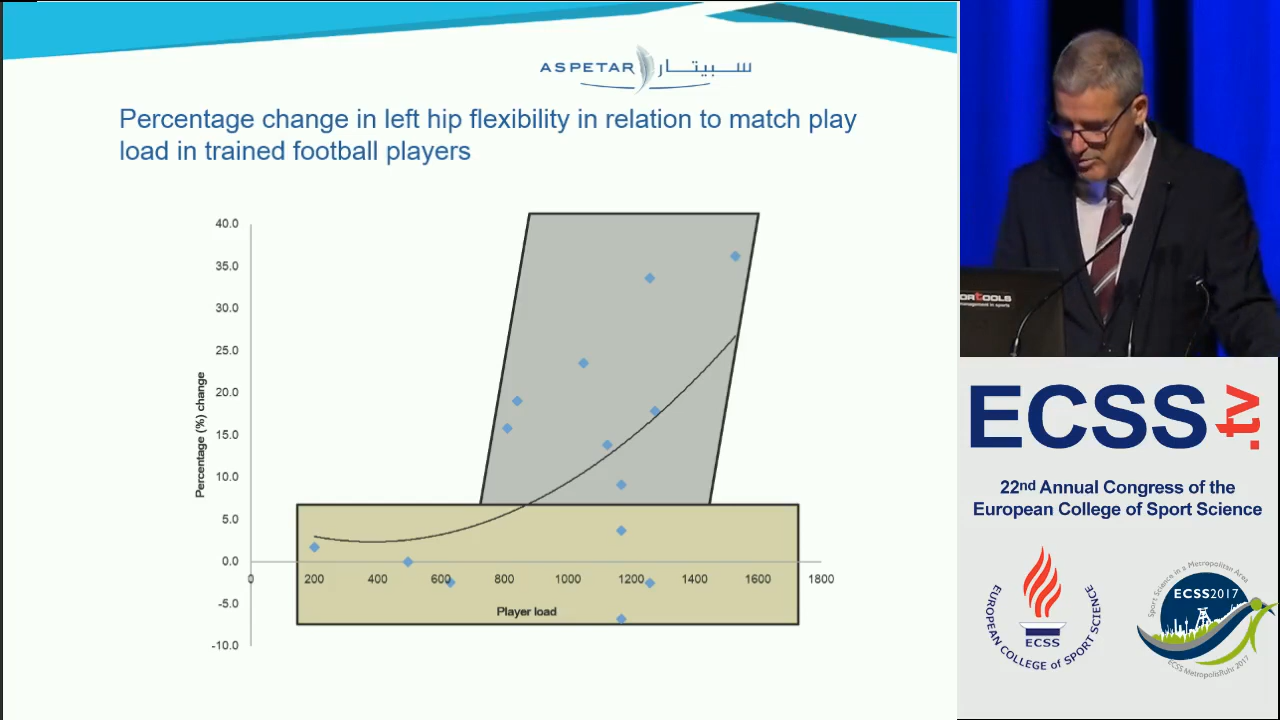 ASPETAR سبيتار
Percentage change in left hip flexibility in relation to match play
load in trained football players
40.0
35.0
30.0
25.0
20.0
15.0
10.0
5.0
0.0
-5.0
-10.0
Percentage (%) change
0
200
400
600
800
1000
1200
1400
1600
1800
Player load
ORTOOLS
management in sports
ECSS.tv
22nd Annual Congress of the
European College of Sport Science
EUROPEAN COLLEGE of SPORT SCIENCE
ECSS
Sport Science in a Metropolitan Area
ECSS2017
ECSS MetropolisRuhr 2017